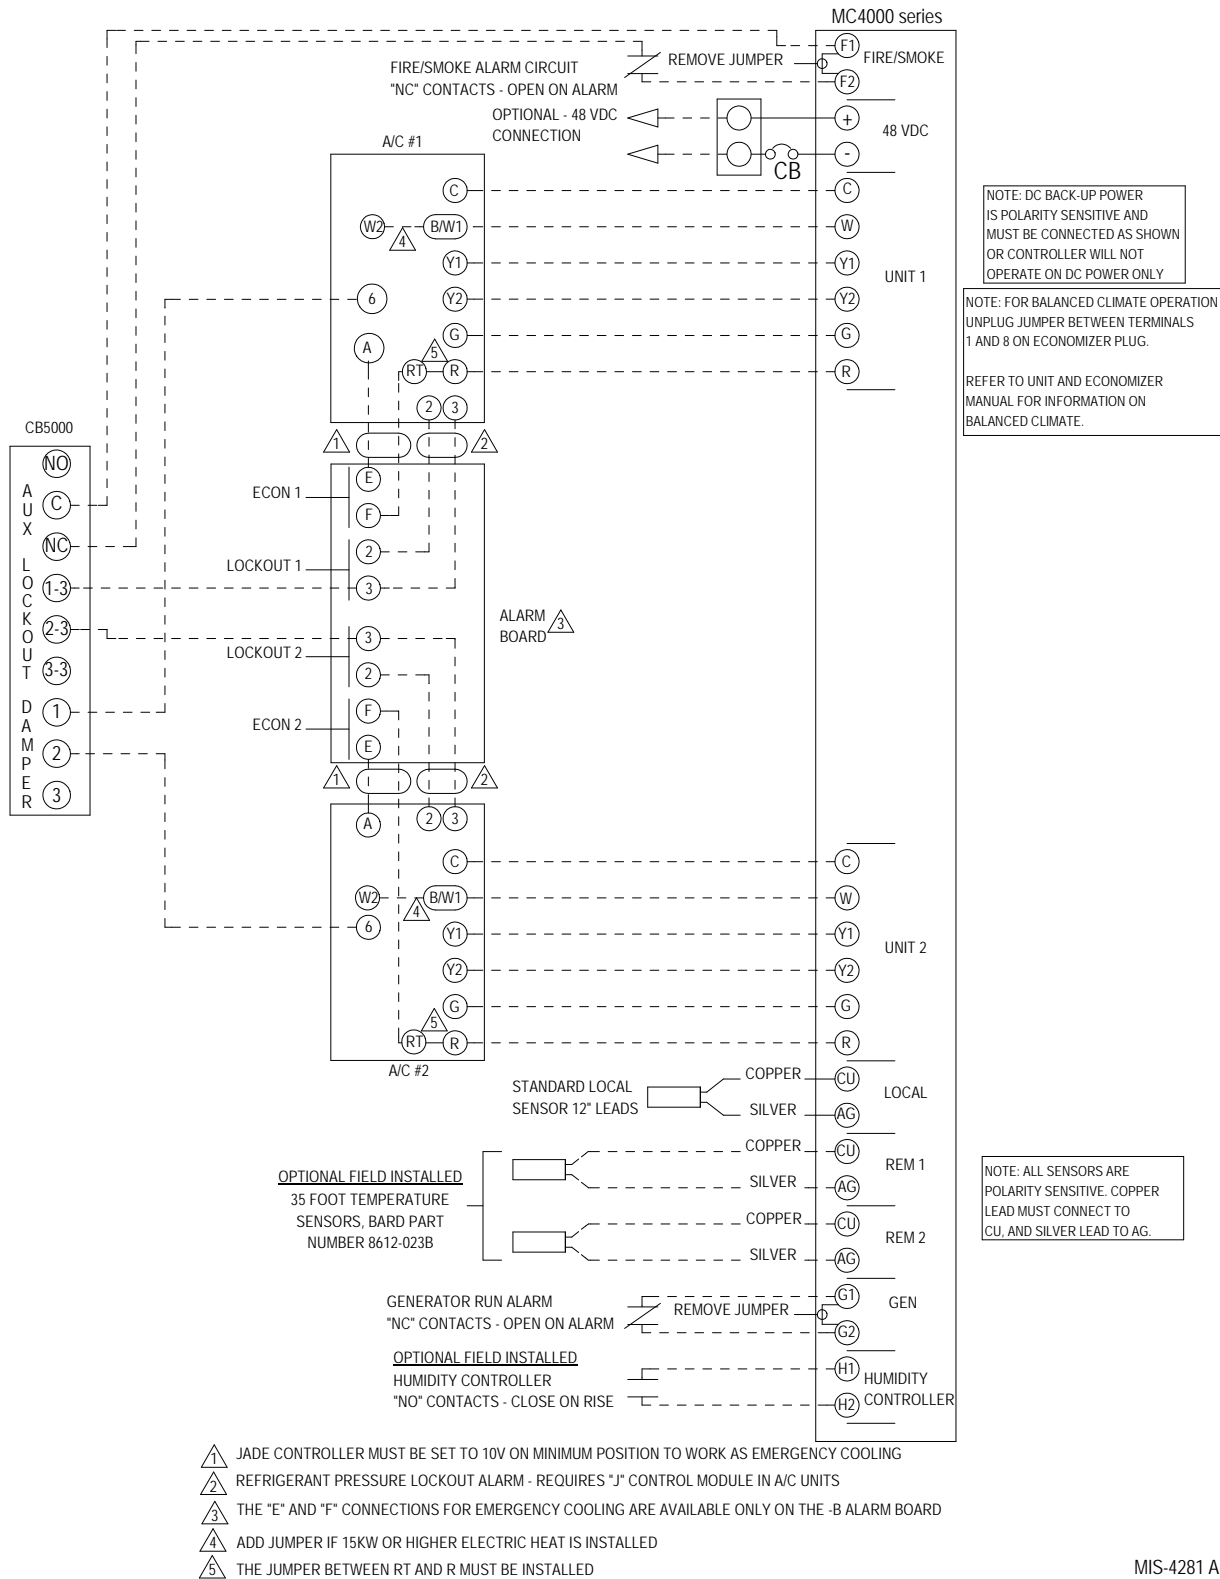 MC4000 series
F1
FIRE/SMOKE
REMOVE JUMPER
FIRE/SMOKE ALARM CIRCUIT
"NC" CONTACTS - OPEN ON ALARM
F2
OPTIONAL - 48 VDC
CONNECTION
+
48 VDC
-
CB
A/C #1
C
C
W2
4
B/W1
W
Y1
Y1
UNIT 1
6
Y2
Y2
A
G
G
5
RT
R
R
2
3
1
2
NOTE: DC BACK-UP POWER
IS POLARITY SENSITIVE AND
MUST BE CONNECTED AS SHOWN
OR CONTROLLER WILL NOT
OPERATE ON DC POWER ONLY
NOTE: FOR BALANCED CLIMATE OPERATION
UNPLUG JUMPER BETWEEN TERMINALS
1 AND 8 ON ECONOMIZER PLUG.
REFER TO UNIT AND ECONOMIZER
MANUAL FOR INFORMATION ON
BALANCED CLIMATE.
CB5000
AUX
LOCKOUT
DAMPER
NO
C
NC
1-3
2-3
3-3
1
2
3
ECON 1
E
F
LOCKOUT 1
2
3
ALARM
BOARD
3
LOCKOUT 2
3
2
ECON 2
F
E
1
2
A
2
3
C
C
W2
B/W1
W
4
6
Y1
Y1
UNIT 2
Y2
Y2
G
G
5
RT
R
R
A/C #2
STANDARD LOCAL
SENSOR 12" LEADS
COPPER
CU
LOCAL
SILVER
AG
OPTIONAL FIELD INSTALLED
35 FOOT TEMPERATURE
SENSORS, BARD PART
NUMBER 8612-023B
COPPER
CU
REM 1
SILVER
AG
COPPER
CU
REM 2
SILVER
AG
NOTE: ALL SENSORS ARE
POLARITY SENSITIVE. COPPER
LEAD MUST CONNECT TO
CU, AND SILVER LEAD TO AG.
GENERATOR RUN ALARM
"NC" CONTACTS - OPEN ON ALARM
REMOVE JUMPER
G1
GEN
G2
OPTIONAL FIELD INSTALLED
HUMIDITY CONTROLLER
"NO" CONTACTS - CLOSE ON RISE
H1
HUMIDITY
CONTROLLER
H2
1 JADE CONTROLLER MUST BE SET TO 10V ON MINIMUM POSITION TO WORK AS EMERGENCY COOLING
2 REFRIGERANT PRESSURE LOCKOUT ALARM - REQUIRES "J" CONTROL MODULE IN A/C UNITS
3 THE "E" AND "F" CONNECTIONS FOR EMERGENCY COOLING ARE AVAILABLE ONLY ON THE -B ALARM BOARD
4 ADD JUMPER IF 15KW OR HIGHER ELECTRIC HEAT IS INSTALLED
5 THE JUMPER BETWEEN RT AND R MUST BE INSTALLED
MIS-4281 A